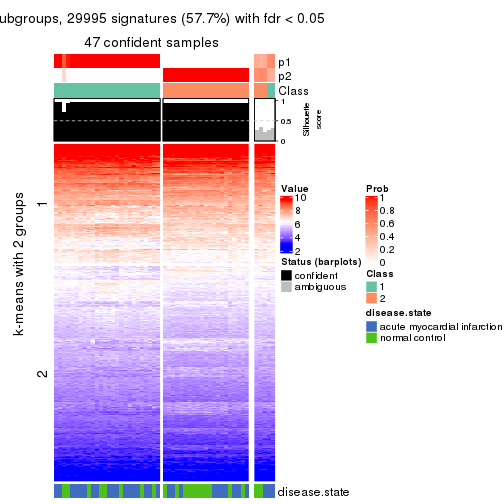 ubgroups, 29995 signatures (57.7%) with fdr < 0.05
47 confident samples
p1
p2
Class
1
0.5
0
Silhouette
score
k-means with 2 groups
1
2
Value
10
8
6
4
2
Status (barplots)
confident
ambiguous
Prob
1
0.8
0.6
0.4
0.2
0
Class
1
2
disease.state
acute myocardial infarction
normal control
disease.state